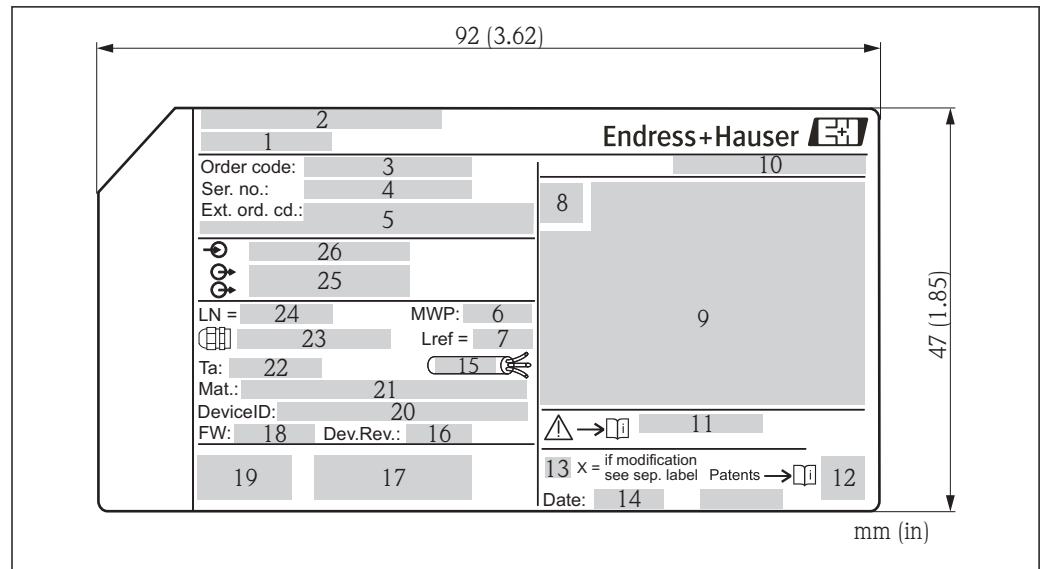 92 (3.62)
2
1
Endress+Hauser
10
Order code: 3
Ser. no.: 4
Ext. ord. cd.: 5
8
9
26
25
LN = 24 MWP: 6
23 Lref = 7
Ta: 22 15
Mat.: 21
DeviceID: 20
FW: 18 Dev.Rev.: 16
19 17
i 11
13 X = if modification
see sep. label Patents i 12
Date: 14
47 (1.85)
mm (in)